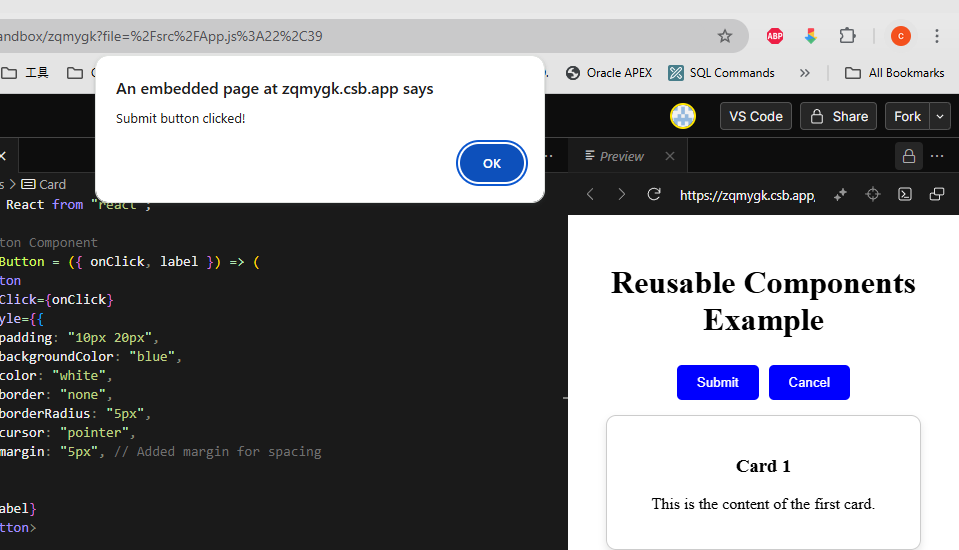 andbox/zqmygk?file=%2Fsrc%2FApp.js%3A22%2C39
ABP
C
工具
Oracle APEX
SQL Commands
All Bookmarks
An embedded page at zqmygk.csb.app says
Submit button clicked!
OK
VS Code
Share
Fork
Preview
s > Card
https://zqmygk.csb.app
React from "react";
ton Component
Button = ({ onClick, label }) => (
ton
Click={onClick}
yle={{
padding: "10px 20px",
backgroundColor: "blue",
color: "white",
border: "none",
borderRadius: "5px",
cursor: "pointer",
margin: "5px", // Added margin for spacing
abel}
tton>
Reusable Components
Example
Submit
Cancel
Card 1
This is the content of the first card.